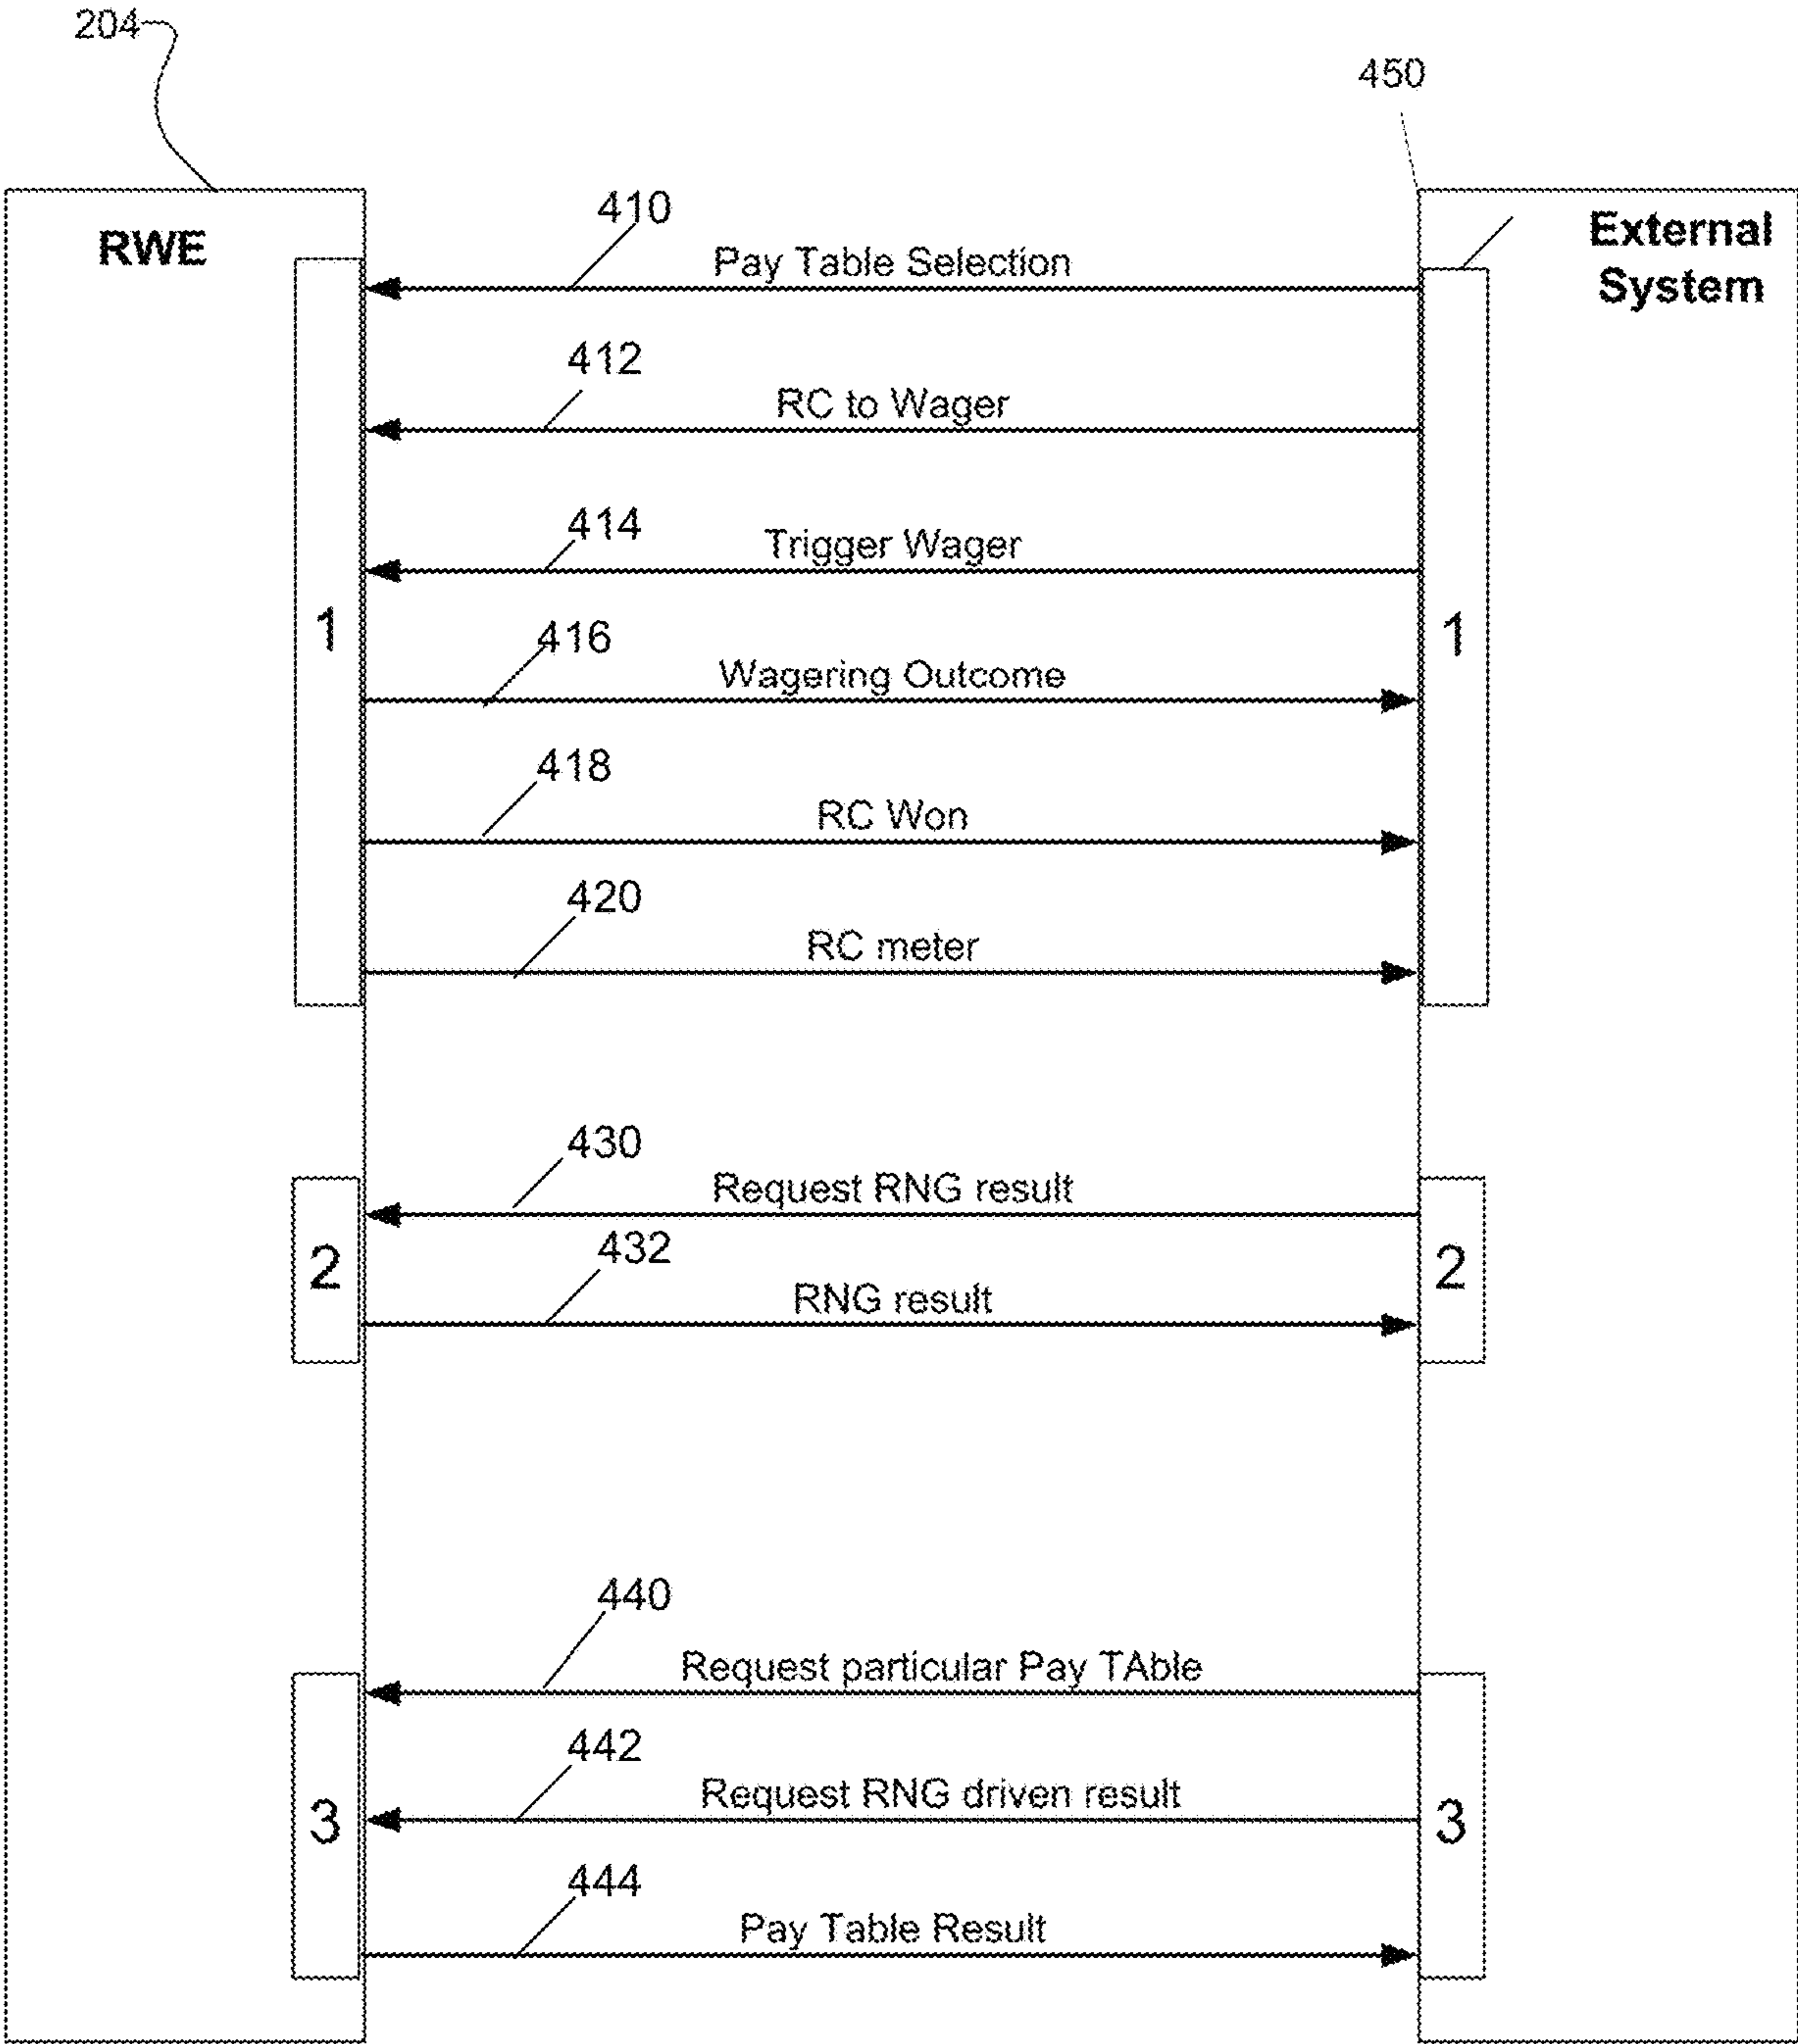 204
450
RWE
External
System
410
Pay Table Selection
412
RC to Wager
414
Trigger Wager
1
1
416
Wagering Outcome
418
RC Won
420
RC meter
430
Request RNG result
2
2
432
RNG result
440
Request particular Pay TAble
442
Request RNG driven result
3
3
444
Pay Table Result